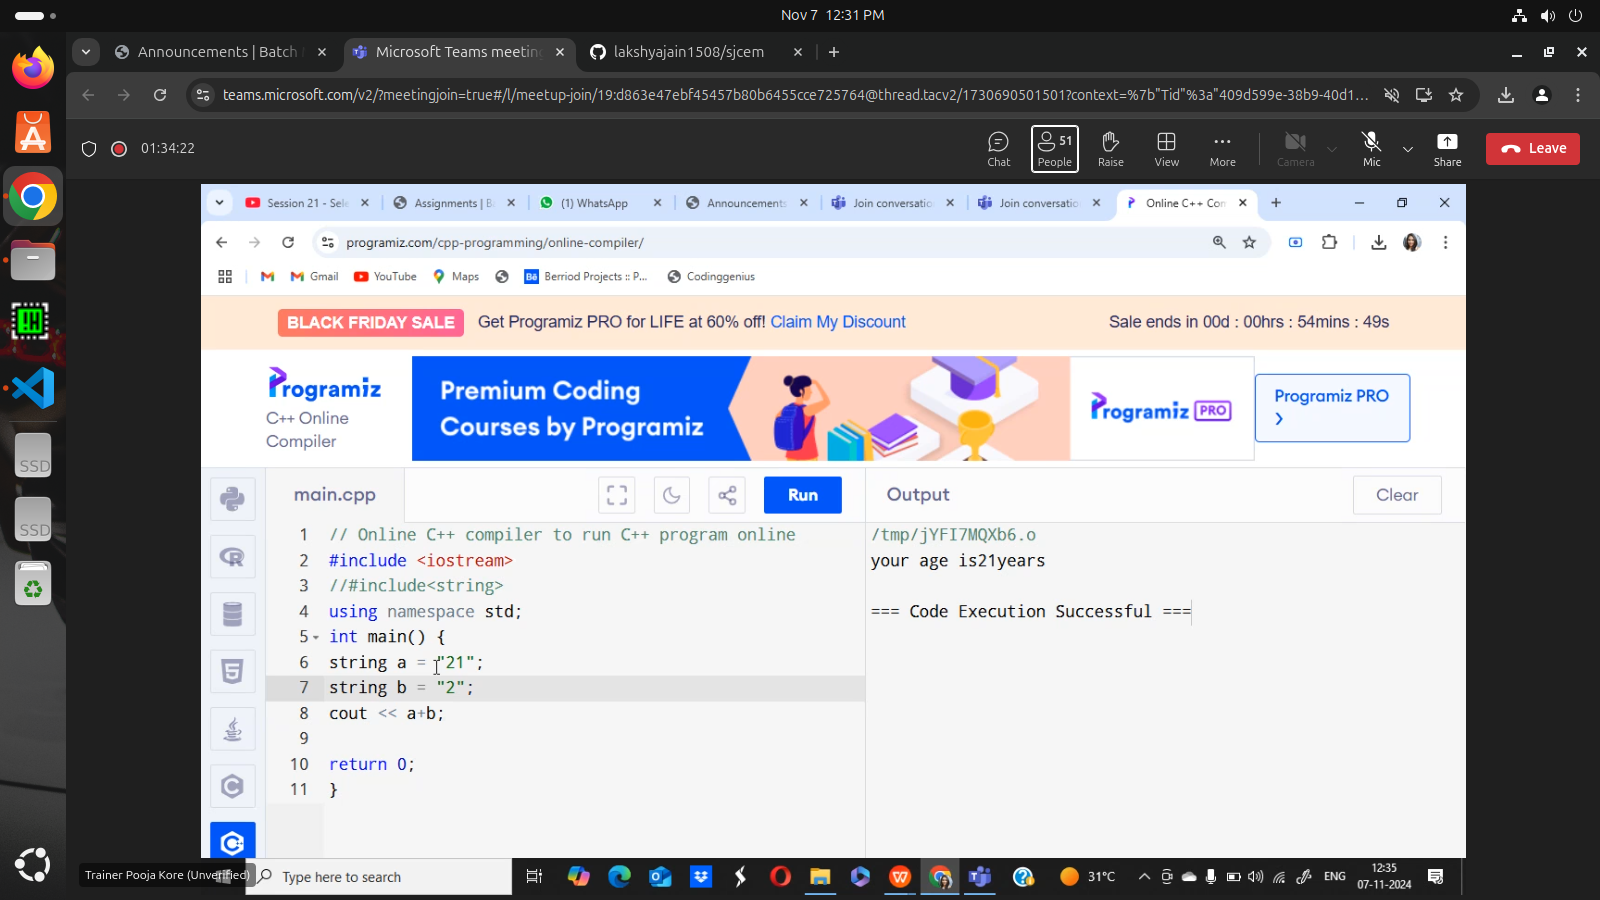 Nov 7 12:31 PM
Announcements | Batch
Microsoft Teams meeting
lakshyajain1508/sjcem
teams.microsoft.com/v2/?meetingjoin=true#/l/meetup-join/19:d863e47ebf45457b80b6455cce725764@thread.tacv2/1730690501501?context=%7b"Tid"%3a"409d599e-38b9-40d1...
01:34:22
Chat
51
People
Raise
View
More
Camera
Mic
Share
Leave
Session 21 - Sele
Assignments | Ba
(1) WhatsApp
Announcements
Join conversatio
Join conversatio
Online C++ Com
programiz.com/cpp-programming/online-compiler/
Gmail
YouTube
Maps
Bē Berriod Projects :: P...
Codinggenius
BLACK FRIDAY SALE Get Programiz PRO for LIFE at 60% off! Claim My Discount
Sale ends in 00d : 00hrs : 54mins : 49s
Programiz
C++ Online
Compiler
Premium Coding
Courses by Programiz
Programiz PRO
Programiz PRO
>
main.cpp
Run
Output
Clear
1 // Online C++ compiler to run C++ program online
2 #include <iostream>
3 //#include<string>
4 using namespace std;
5 int main() {
6 string a = "21";
7 string b = "2";
8 cout << a+b;
9
10 return 0;
11 }
/tmp/jYFI7MQXb6.o
your age is21years
=== Code Execution Successful ===
SSD
SSD
Trainer Pooja Kore (Unverified)
Type here to search
31°C
ENG
12:35
07-11-2024